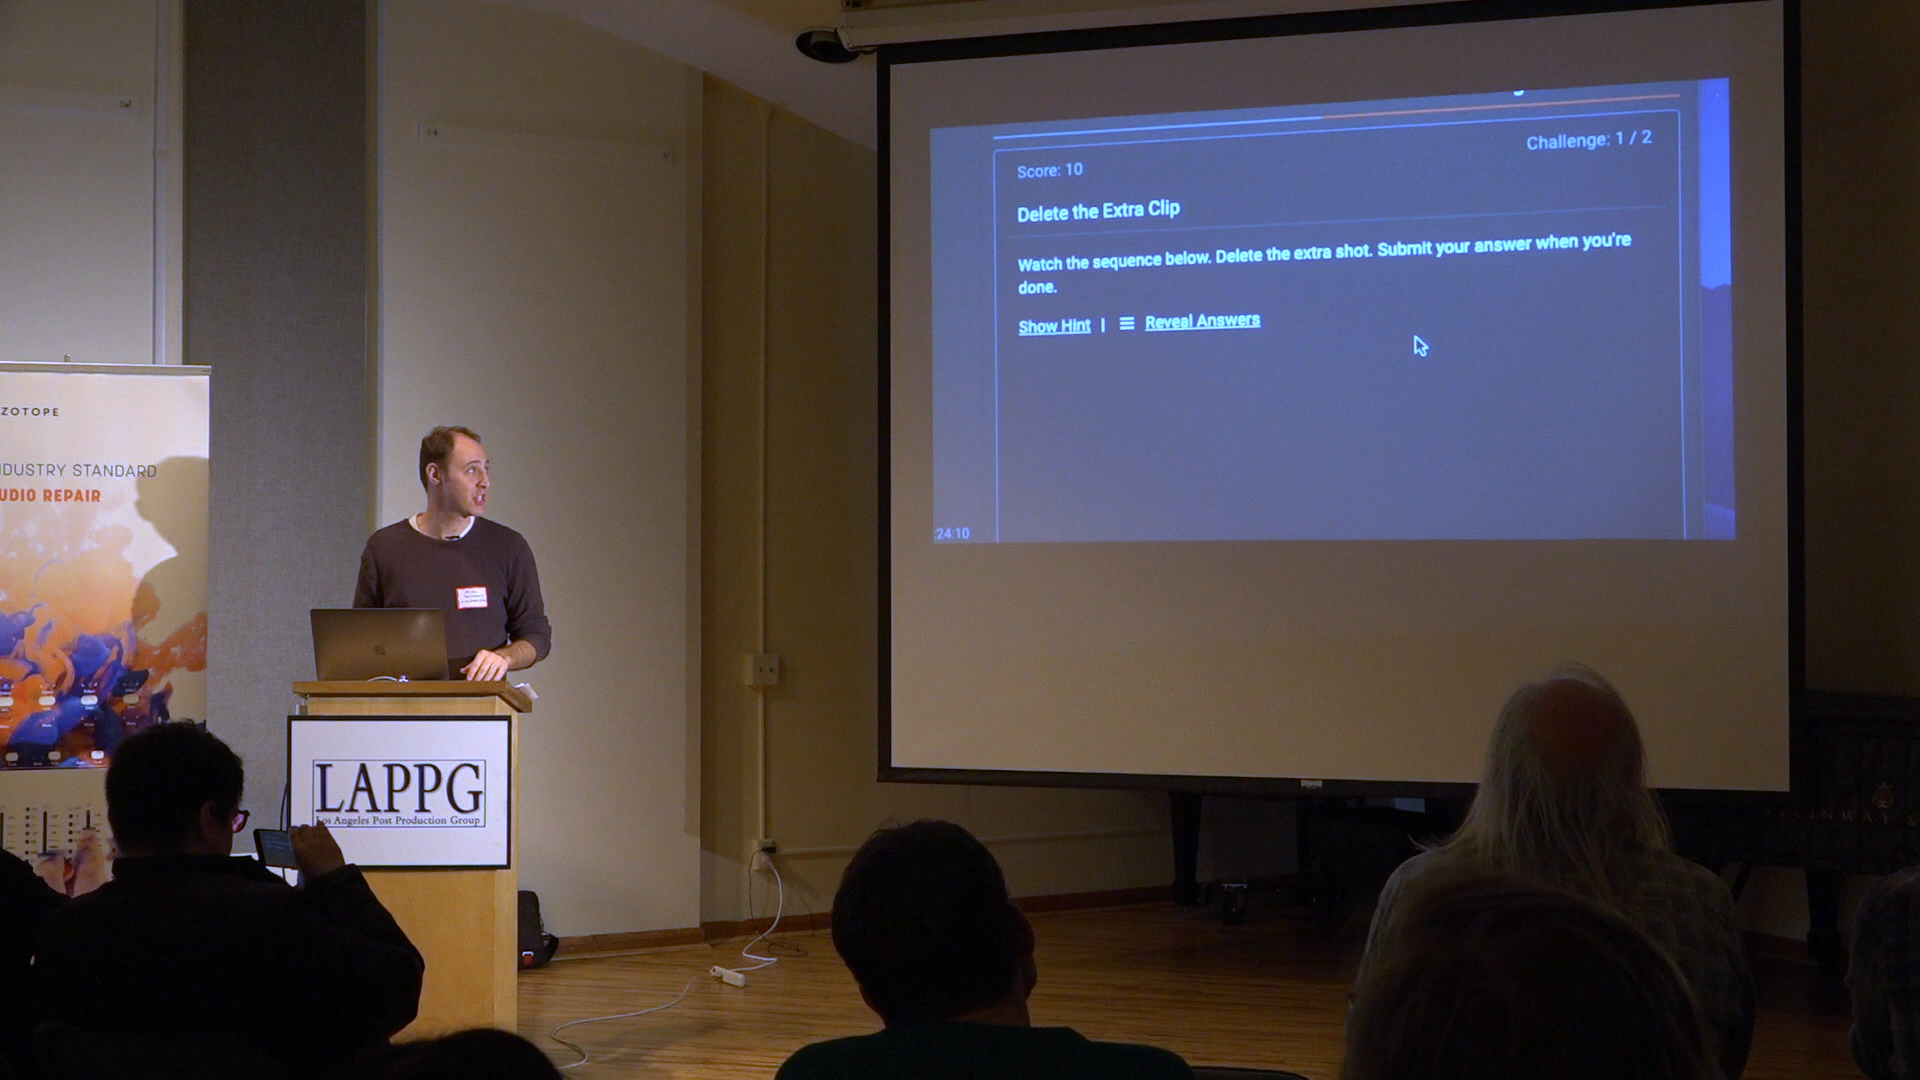 Score: 10
Challenge: 1 / 2
Delete the Extra Clip
Watch the sequence below. Delete the extra shot. Submit your answer when you're
done.
Show Hint | Reveal Answers
:24:10
ZOTOPE
DUSTRY STANDARD
UDIO REPAIR
LAPPG
Los Angeles Post Production Group